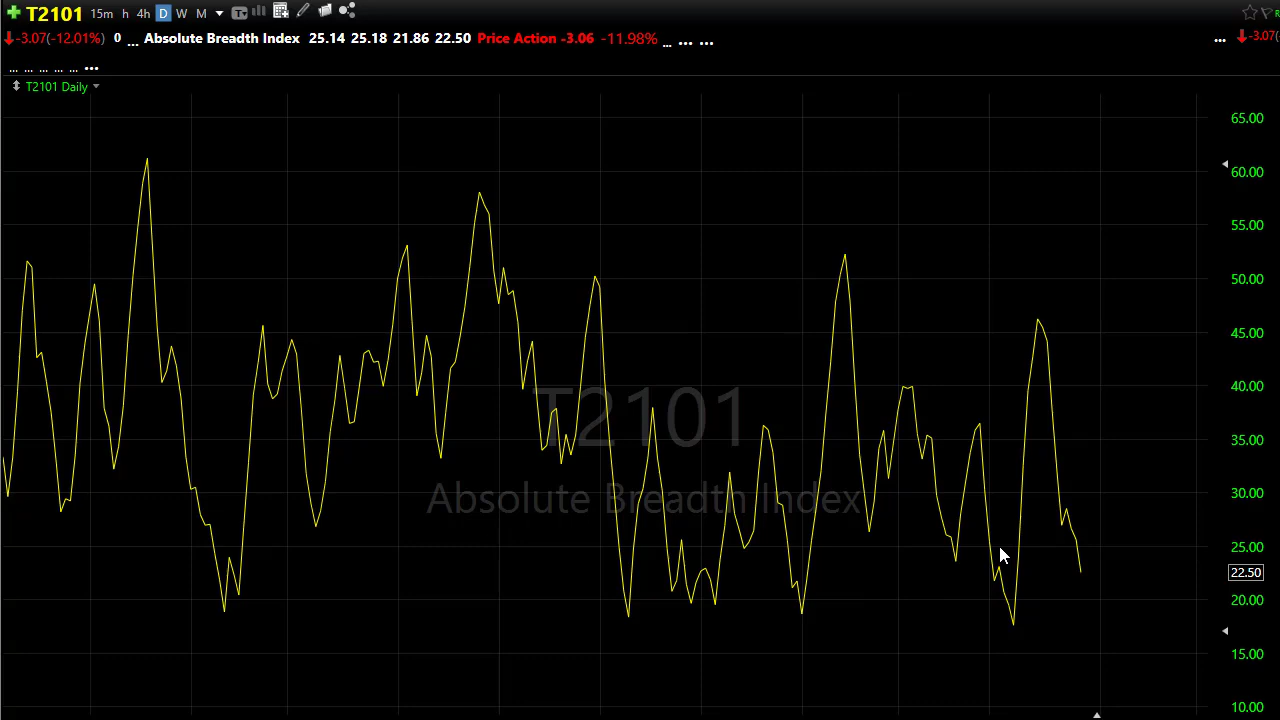 T2101 15m h 4h D W M T
-3.07(-12.01%) 0 ... Absolute Breadth Index 25.14 25.18 21.86 22.50 Price Action -3.06 -11.98% ... ... ... ... -3.07(
... ... ... ... ... ...
T2101 Daily
65.00
60.00
55.00
50.00
45.00
40.00
T2101
35.00
30.00
Absolute Breadth Index
25.00
22.50
20.00
15.00
10.00